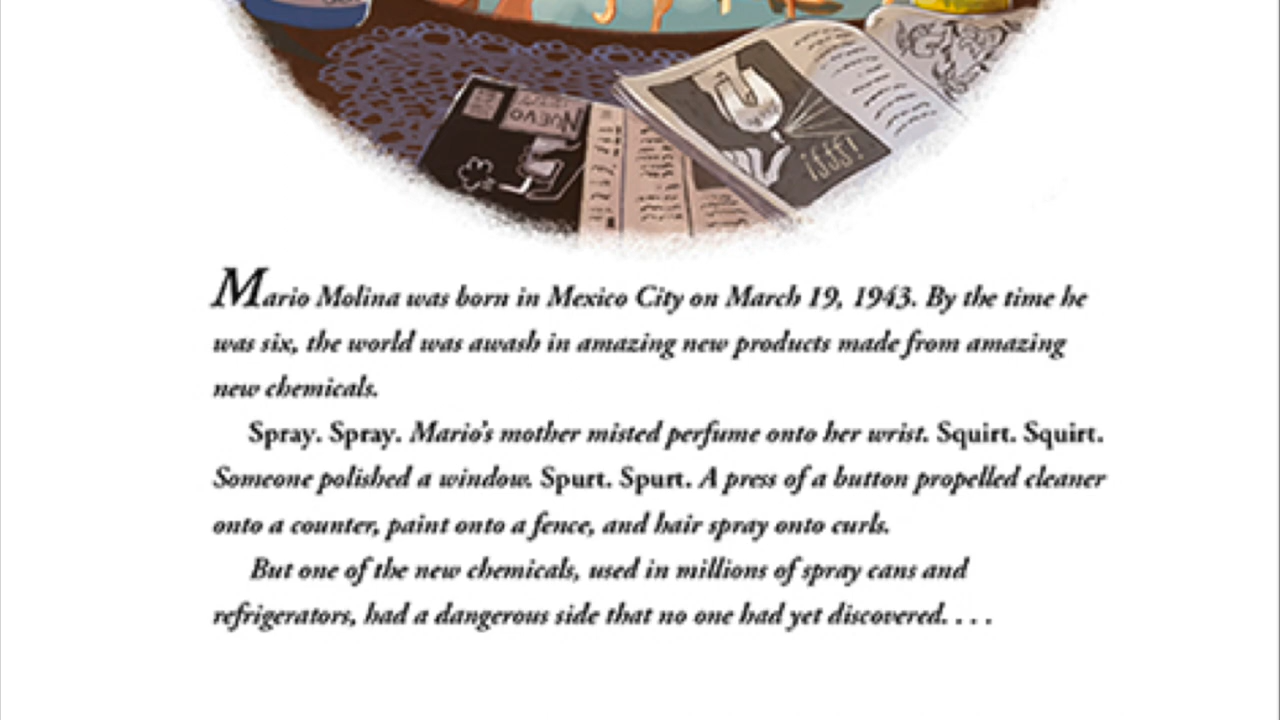 NUEVO
¡fff!
Mario Molina was born in Mexico City on March 19, 1943. By the time he
was six, the world was awash in amazing new products made from amazing
new chemicals.
Spray. Spray. Mario's mother misted perfume onto her wrist. Squirt. Squirt.
Someone polished a window. Spurt. Spurt. A press of a button propelled cleaner
onto a counter, paint onto a fence, and hair spray onto curls.
But one of the new chemicals, used in millions of spray cans and
refrigerators, had a dangerous side that no one had yet discovered. . . .